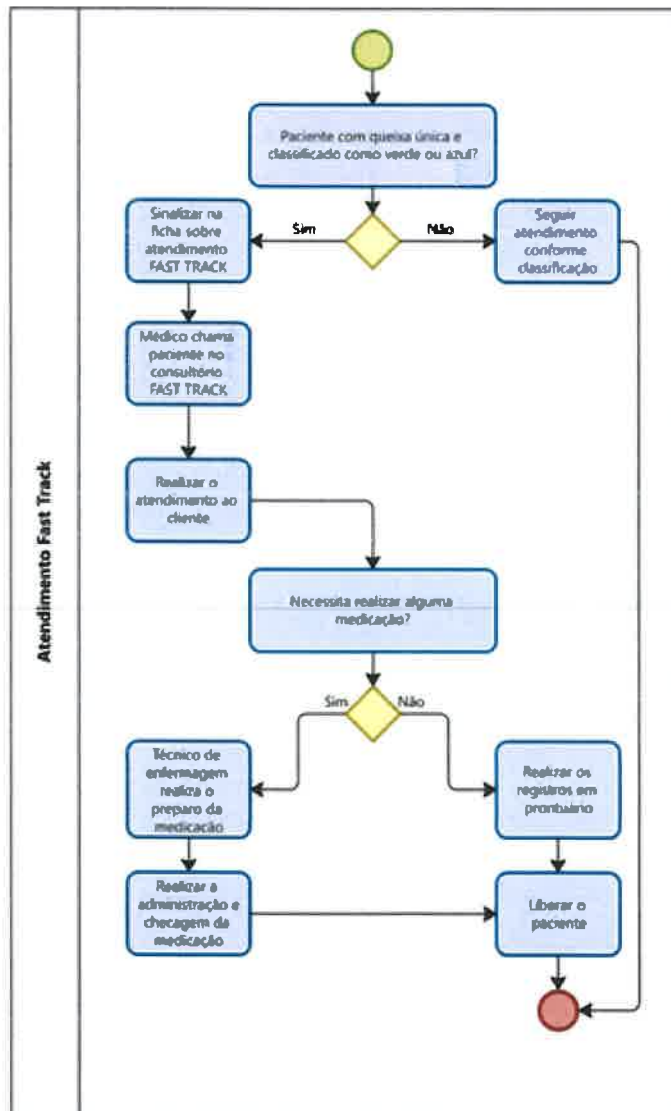 Atendimento Fast Track
Paciente com queixa única e
classificado como verde ou azul?
Sim
Não
Sinalizar na
ficha sobre
atendimento
FAST TRACK
Seguir
atendimento
conforme
classificação
Médico chama
paciente no
consultório
FAST TRACK
Realizar o
atendimento ao
cliente
Necessita realizar alguma
medicação?
Sim
Não
Técnico de
enfermagem
realiza o
preparo da
medicação
Realizar os
registros em
prontuário
Realizar a
administração e
checagem da
medicação
Liberar o
paciente